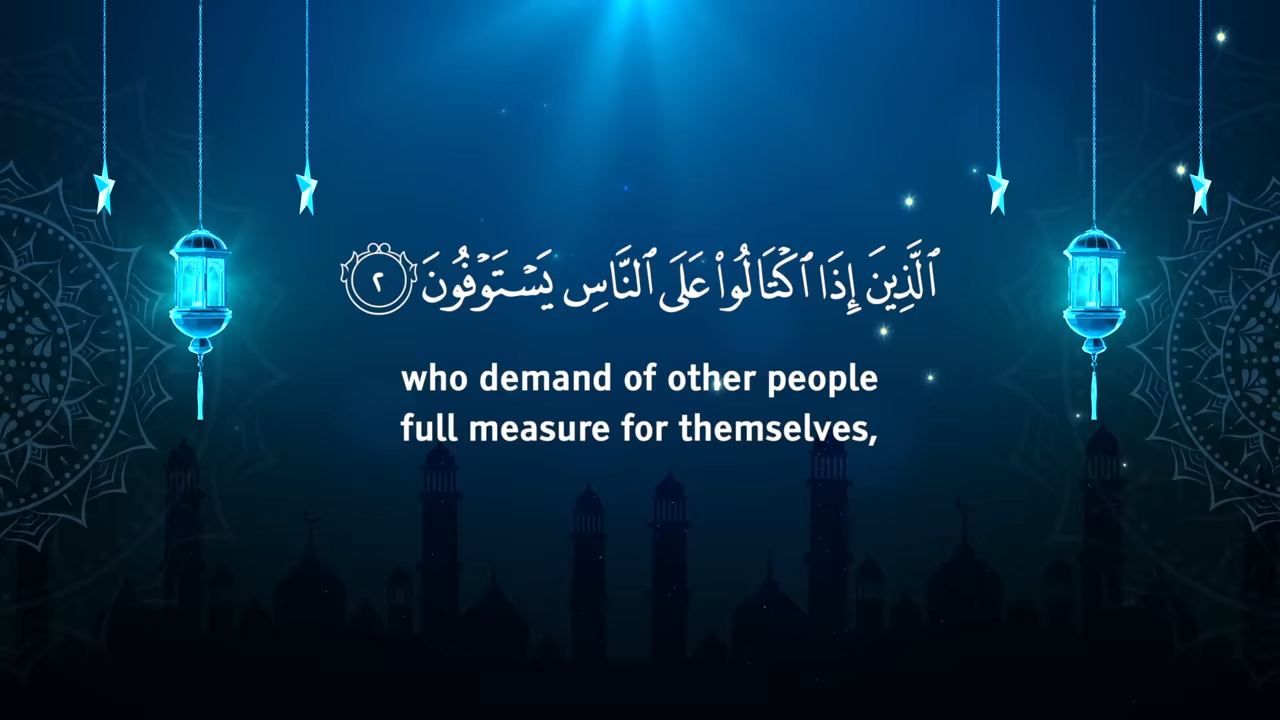 ٱلَّذِينَ إِذَا ٱكْتَالُوا۟ عَلَى ٱلنَّاسِ يَسْتَوْفُونَ ٢
who demand of other people
full measure for themselves,